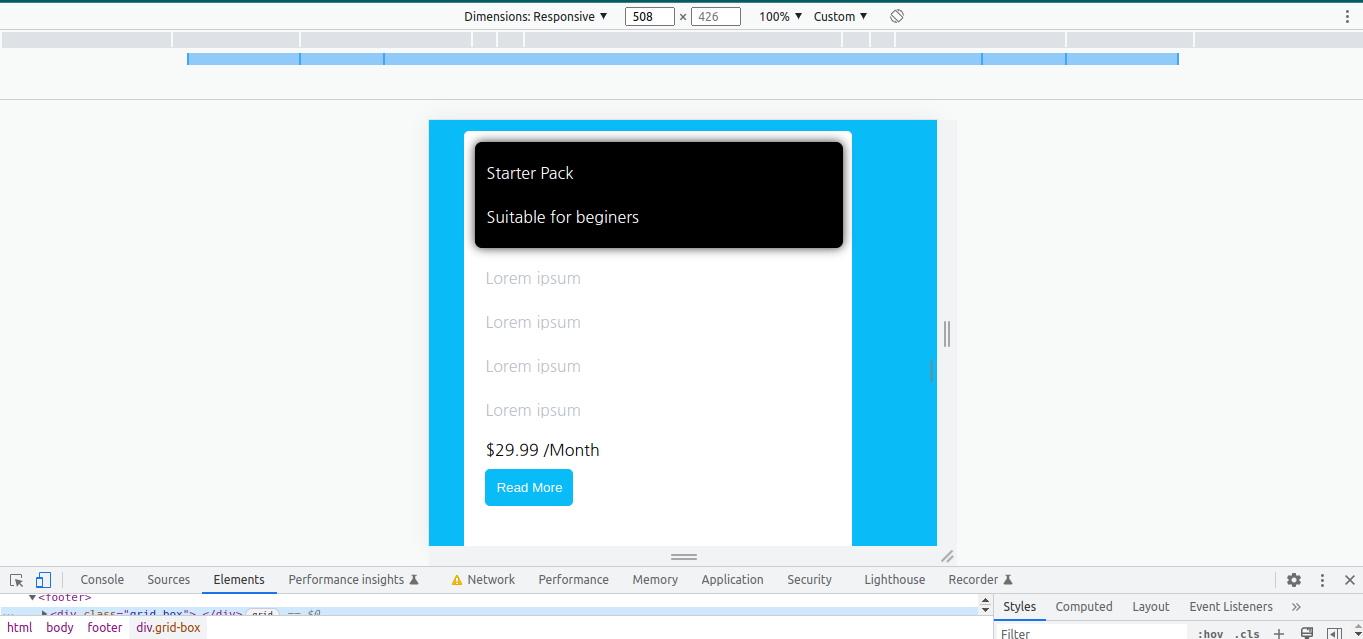 Dimensions: Responsive ▼ 508 × 426 100% ▼ Custom ▼
Starter Pack
Suitable for beginers
Lorem ipsum
Lorem ipsum
Lorem ipsum
Lorem ipsum
$29.99 /Month
Read More
Console Sources Elements Performance insights Network Performance Memory Application Security Lighthouse Recorder
▼<footer>
… ▶<div class="grid-box">…</div> grid == $0
html body footer div.grid-box
Styles Computed Layout Event Listeners »
Filter :hov .cls +